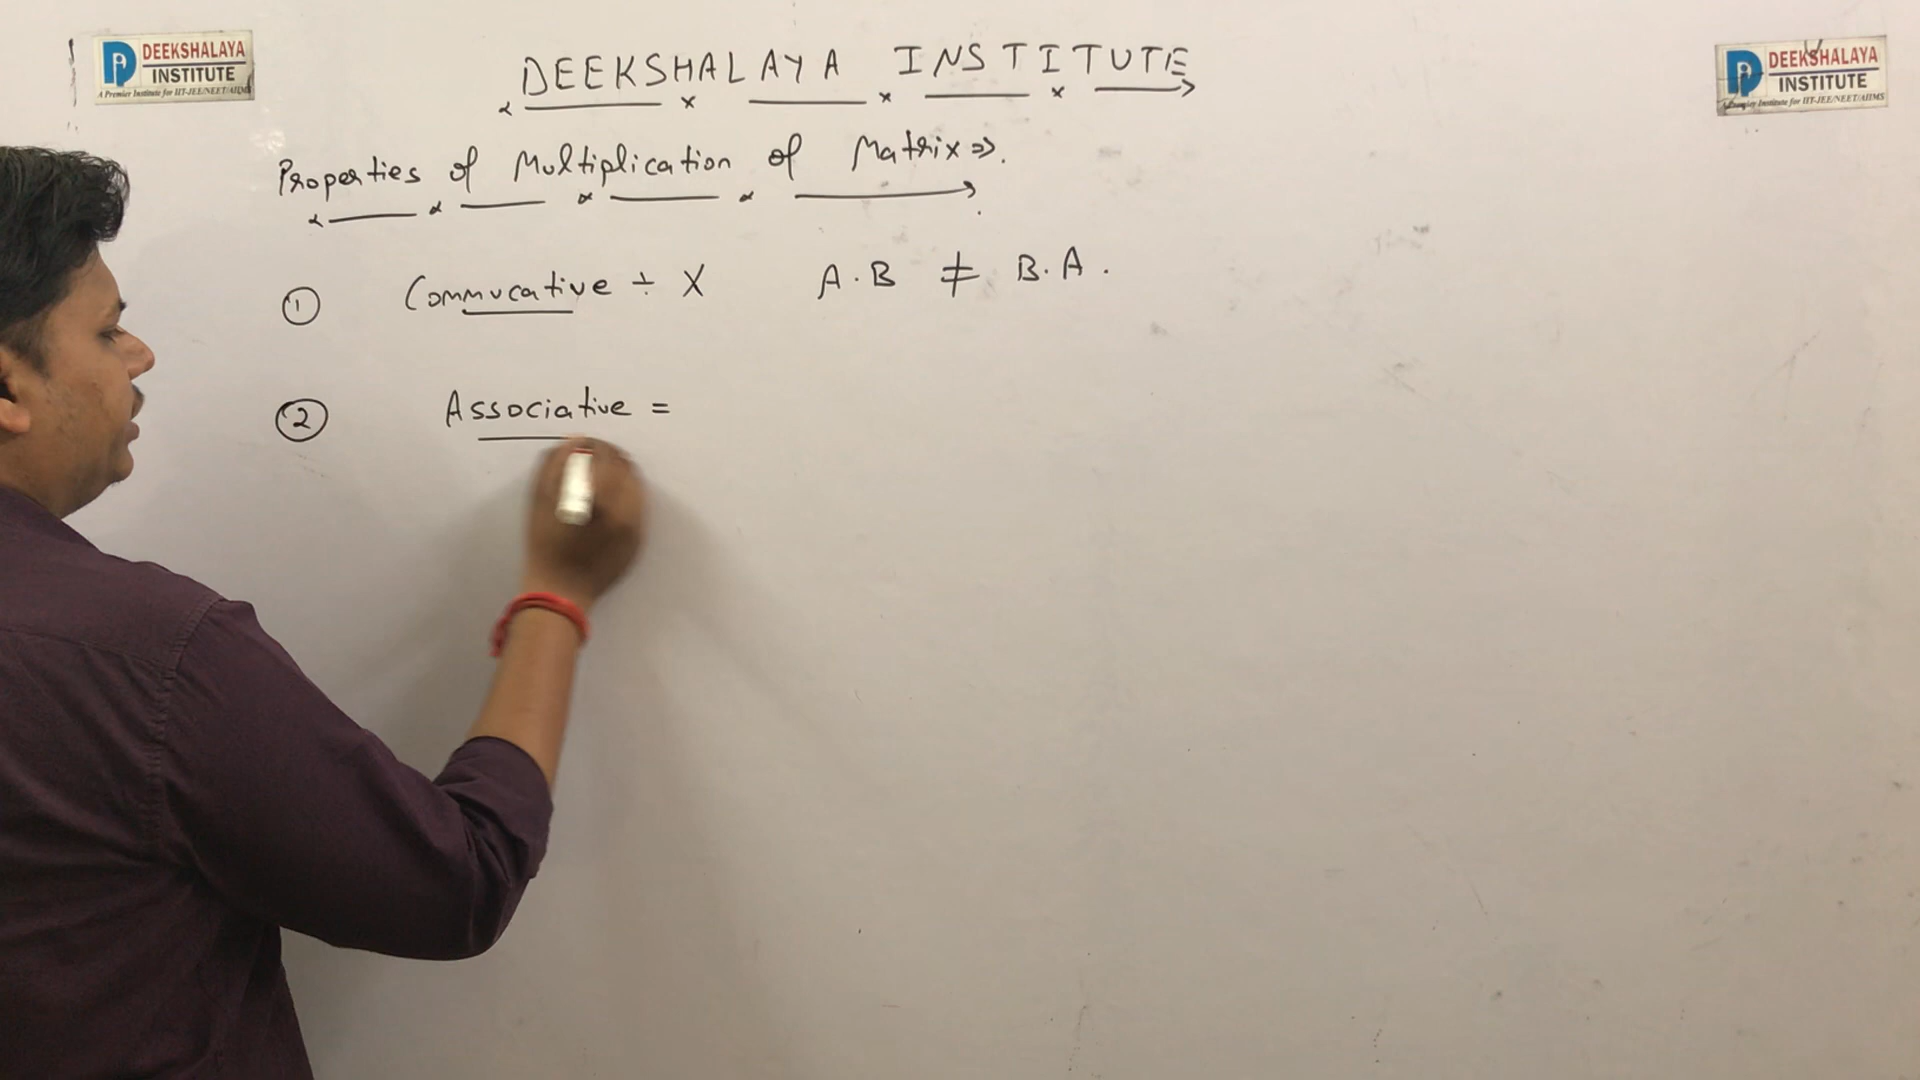 DEEKSHALAYA INSTITUTE
A Premier Institute for IIT-JEE/NEET/AIIMS
DEEKSHALAYA INSTITUTE
DEEKSHALAYA INSTITUTE
A Premier Institute for IIT-JEE/NEET/AIIMS
Properties of Multiplication of Matrix ⇒.
① Commucative ÷ X A.B ≠ B.A.
② Associative =